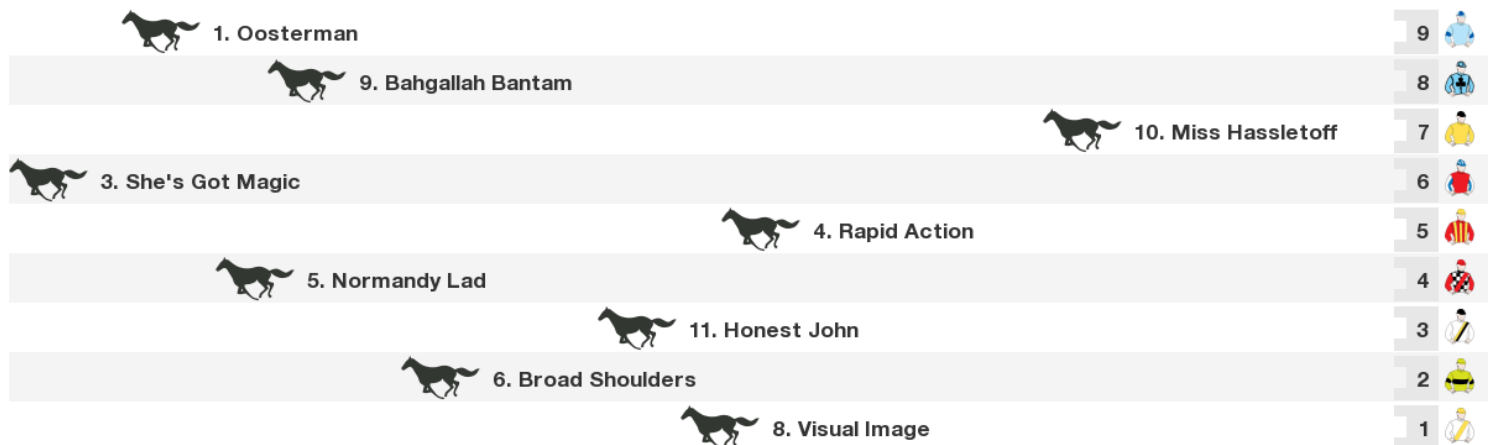 1. Oosterman 9
9. Bahgallah Bantam 8
10. Miss Hassletoff 7
3. She's Got Magic 6
4. Rapid Action 5
5. Normandy Lad 4
11. Honest John 3
6. Broad Shoulders 2
8. Visual Image 1